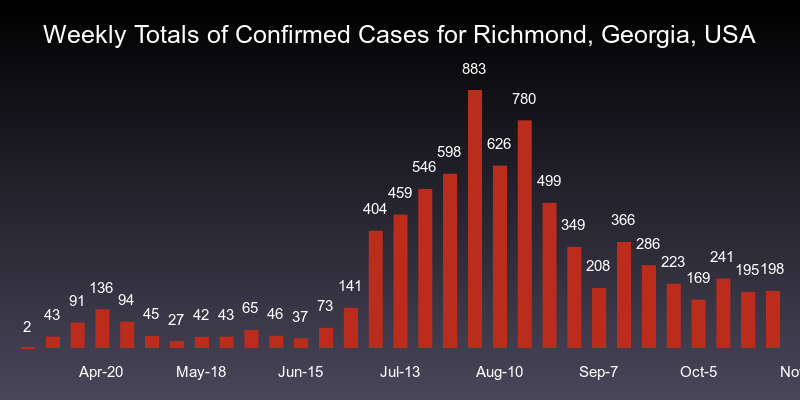 Weekly Totals of Confirmed Cases for Richmond, Georgia, USA
2 43 91 136 94 45 27 42 43 65 46 37 73 141 404 459 546 598 883 626 780 499 349 208 366 286 223 169 241 195 198
Apr-20 May-18 Jun-15 Jul-13 Aug-10 Sep-7 Oct-5